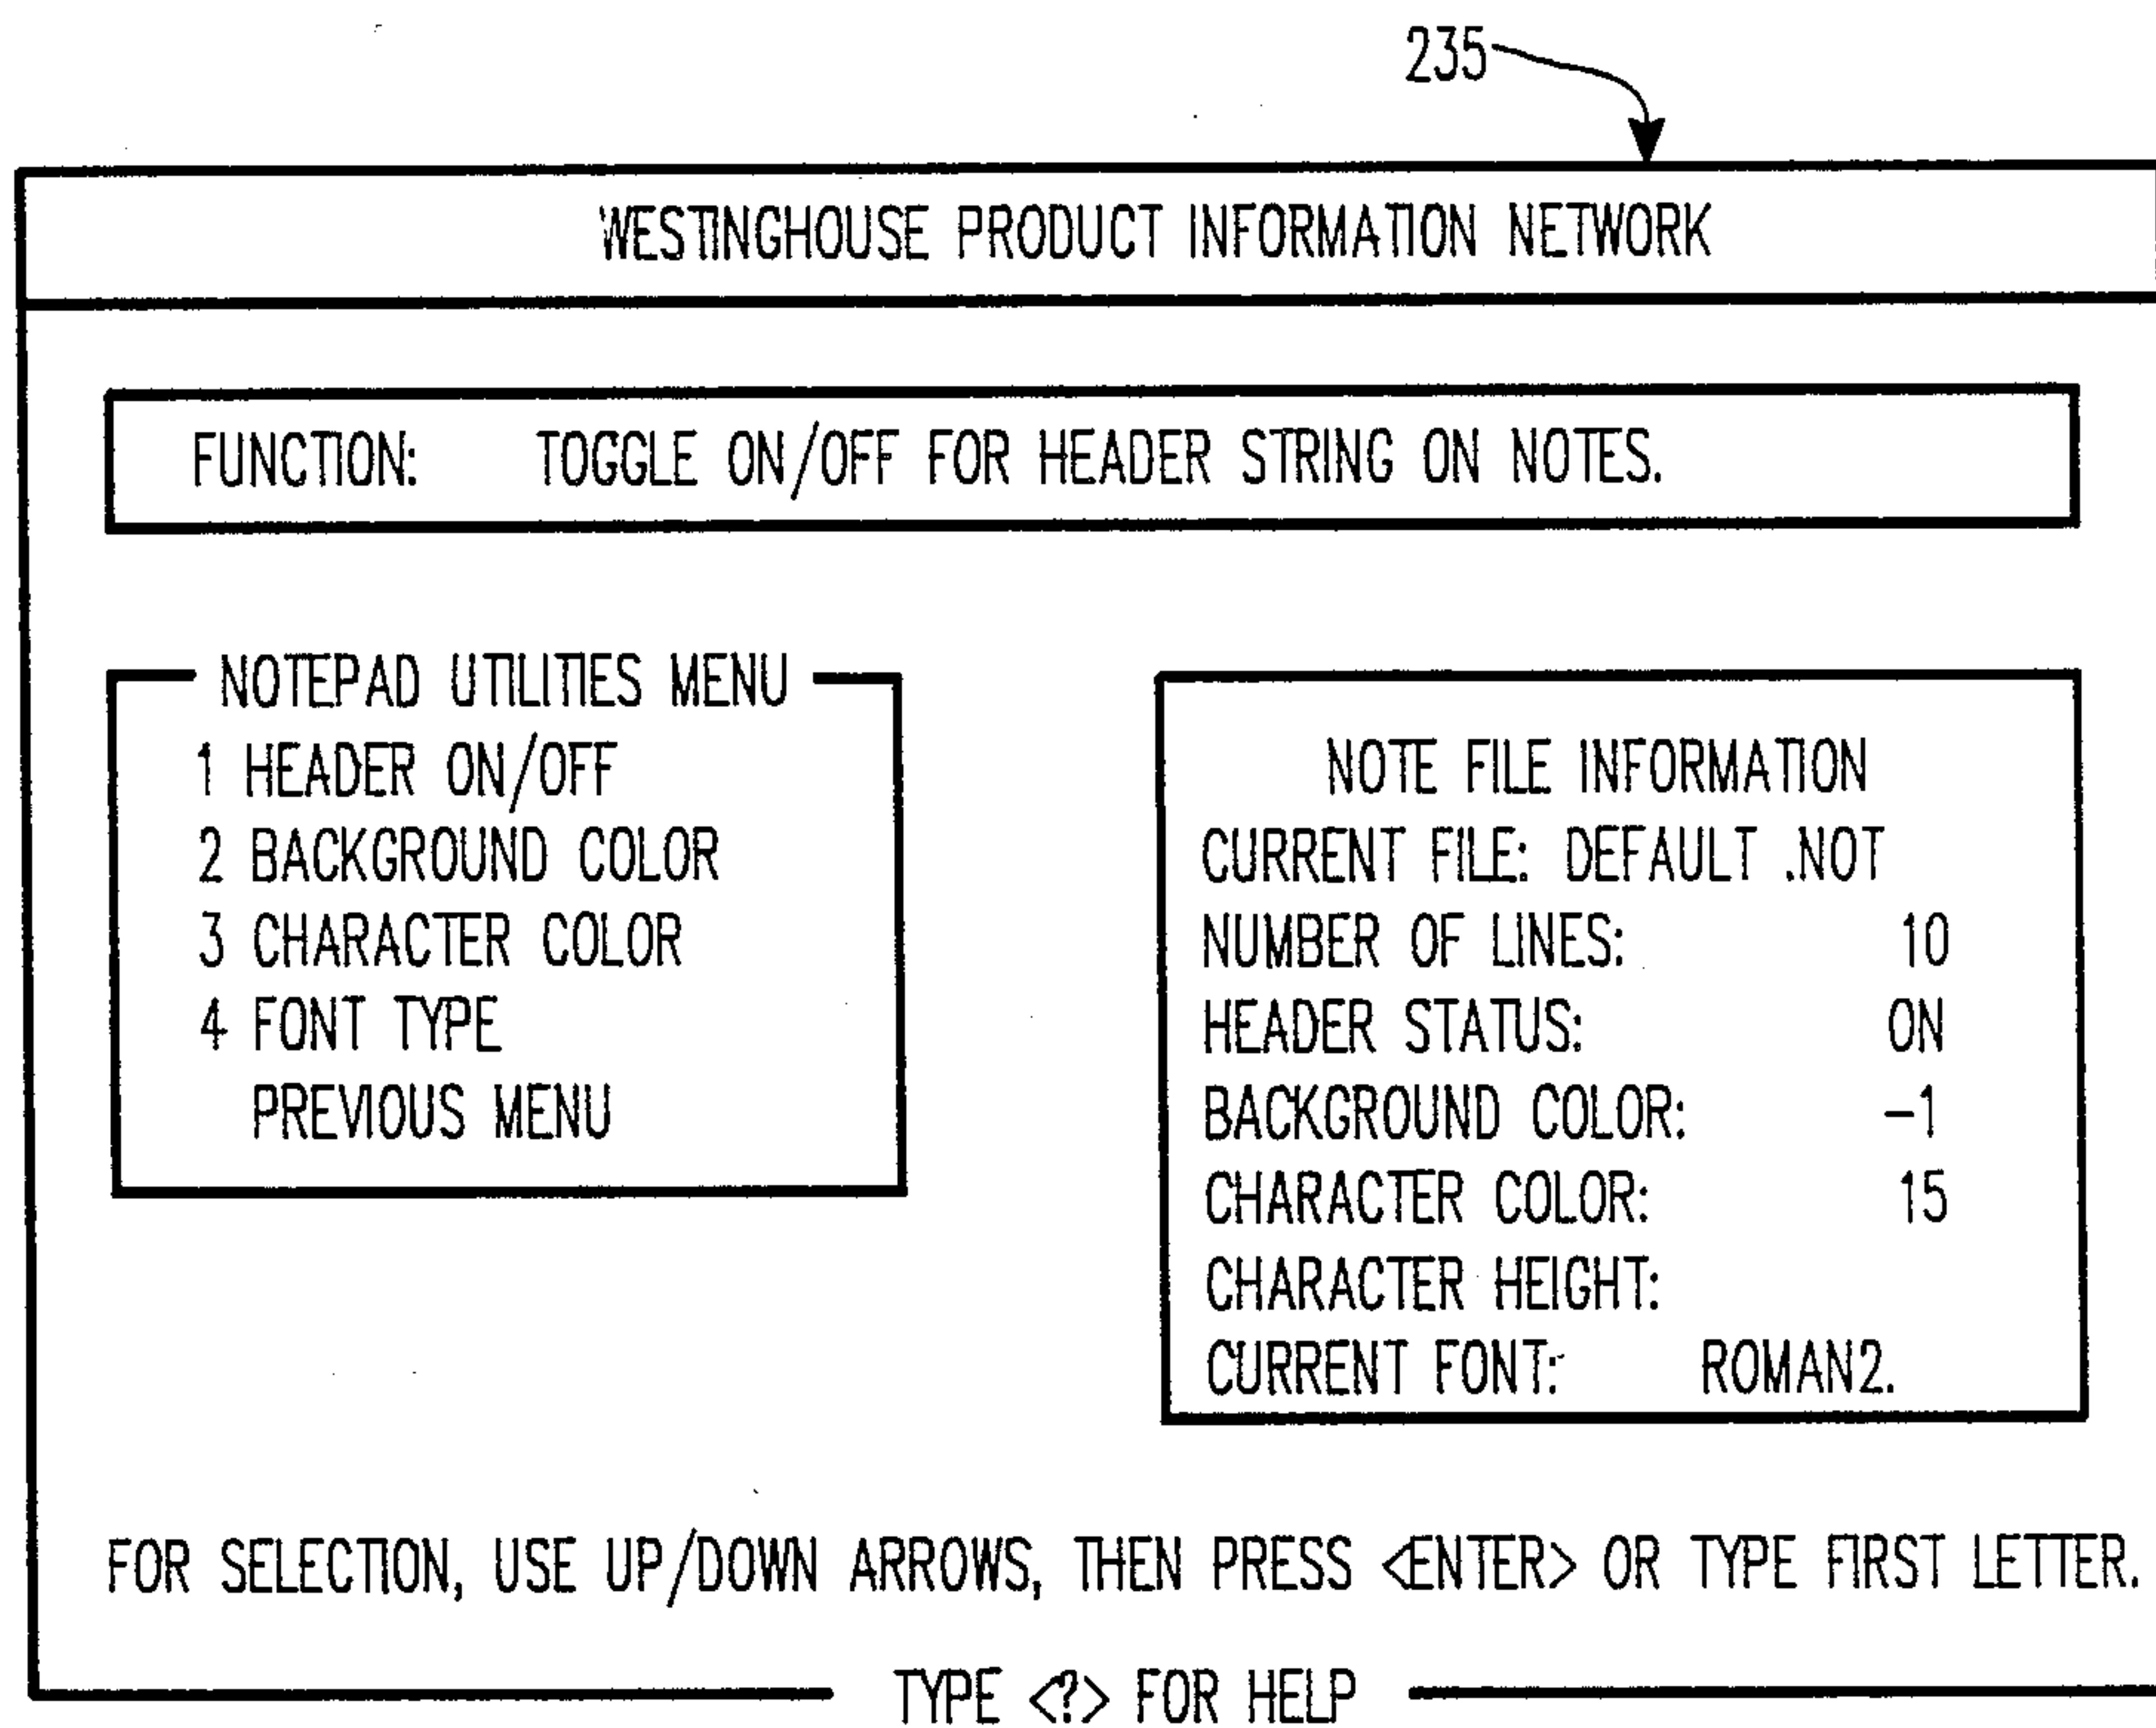 235
WESTINGHOUSE PRODUCT INFORMATION NETWORK
FUNCTION: TOGGLE ON/OFF FOR HEADER STRING ON NOTES.
NOTEPAD UTILITIES MENU
1 HEADER ON/OFF
2 BACKGROUND COLOR
3 CHARACTER COLOR
4 FONT TYPE
PREVIOUS MENU
NOTE FILE INFORMATION
CURRENT FILE: DEFAULT .NOT
NUMBER OF LINES: 10
HEADER STATUS: ON
BACKGROUND COLOR: -1
CHARACTER COLOR: 15
CHARACTER HEIGHT:
CURRENT FONT: ROMAN2.
FOR SELECTION, USE UP/DOWN ARROWS, THEN PRESS <ENTER> OR TYPE FIRST LETTER.
TYPE <?> FOR HELP